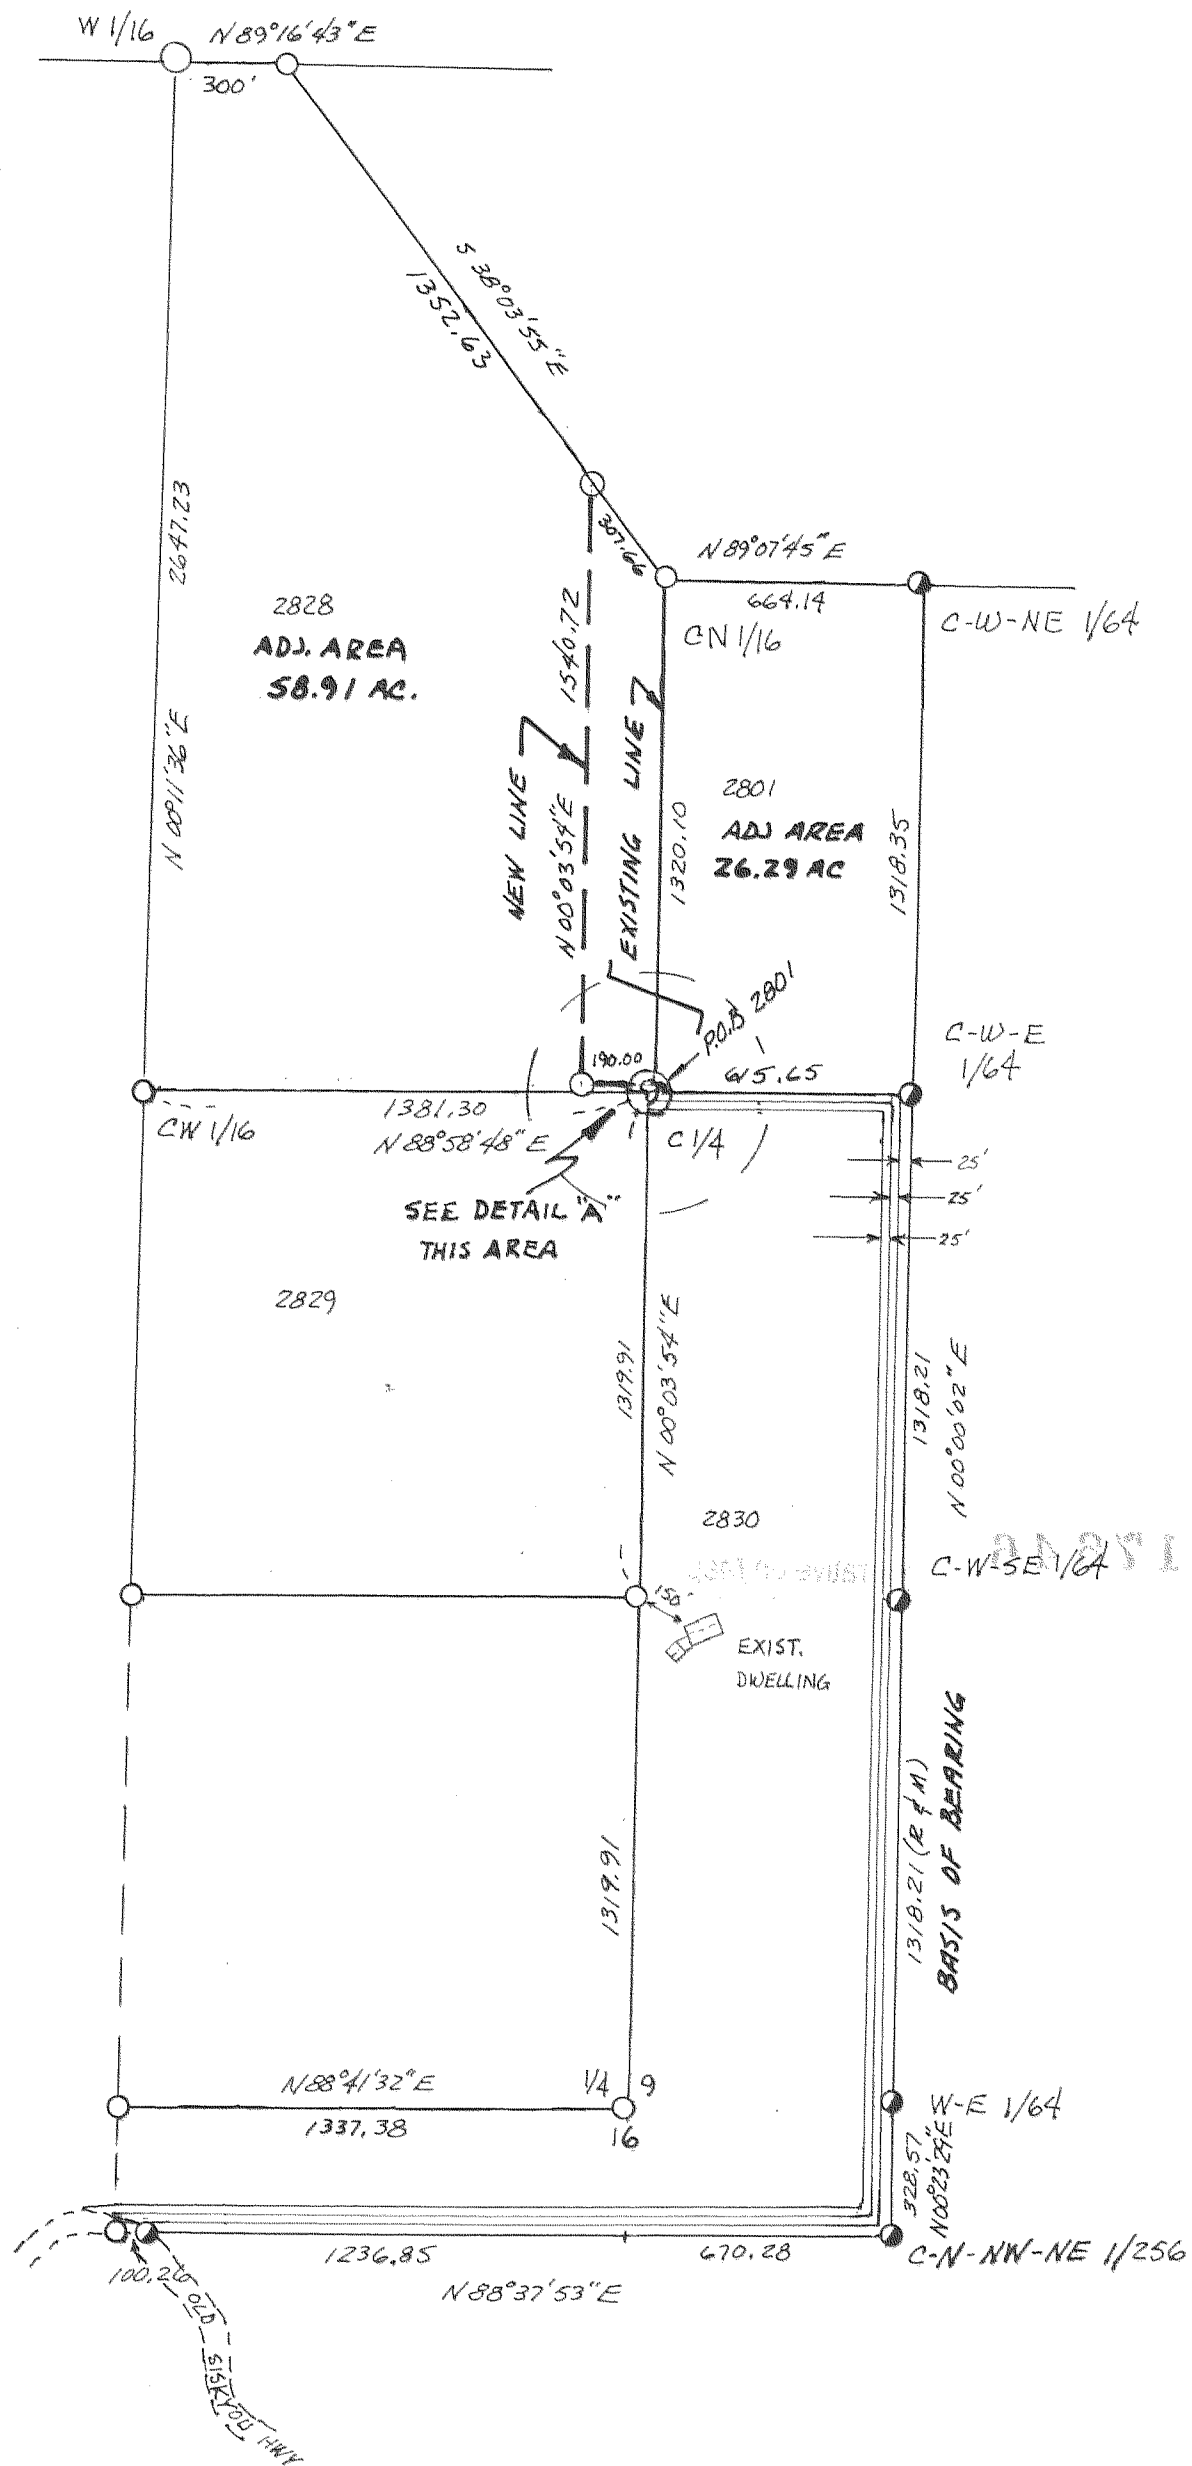 W 1/16
N 89°16'43" E
300'
S 38°03'55" E
1352.63
2647.23
N 00°11'36" E
307.66
N 89°07'45" E
664.14
C-W-NE 1/64
CN 1/16
2828
ADJ. AREA
58.91 AC.
1540.72
N 00°03'54" E
NEW LINE
EXISTING LINE
1320.10
2801
ADJ AREA
26.29 AC
1318.35
P.O.B 2801
190.00
C-W-E
1/64
1381.30
N 88°58'48" E
CW 1/16
C 1/4
25'
25'
25'
SEE DETAIL "A"
THIS AREA
2829
1319.91
N 00°03'54" E
1318.21
N 00°00'02" E
2830
C-W-SE 1/64
EXIST.
DWELLING
1319.91
1318.21 (R & M)
BASIS OF BEARING
N 88°41'32" E
1337.38
1/4
9
16
W-E 1/64
328.57
N 00°23'29" E
1236.85
670.28
C-N-NW-NE 1/256
N 88°37'53" E
100.26
OLD SISKYOU HWY